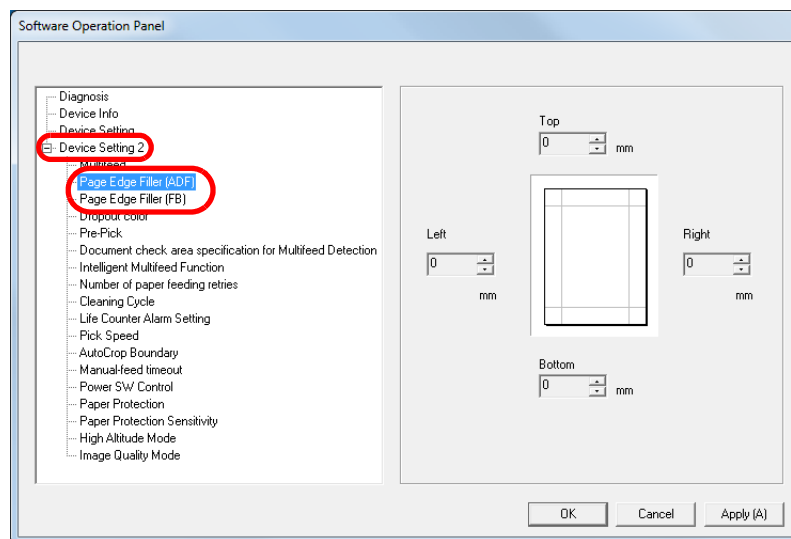 Software Operation Panel
Diagnosis
Device Info
Device Setting
Device Setting 2
Multifeed
Page Edge Filler (ADF)
Page Edge Filler (FB)
Dropout color
Pre-Pick
Document check area specification for Multifeed Detection
Intelligent Multifeed Function
Number of paper feeding retries
Cleaning Cycle
Life Counter Alarm Setting
Pick Speed
AutoCrop Boundary
Manual-feed timeout
Power SW Control
Paper Protection
Paper Protection Sensitivity
High Altitude Mode
Image Quality Mode
Top
0 mm
Left
0
mm
Right
0
mm
Bottom
0 mm
OK Cancel Apply (A)